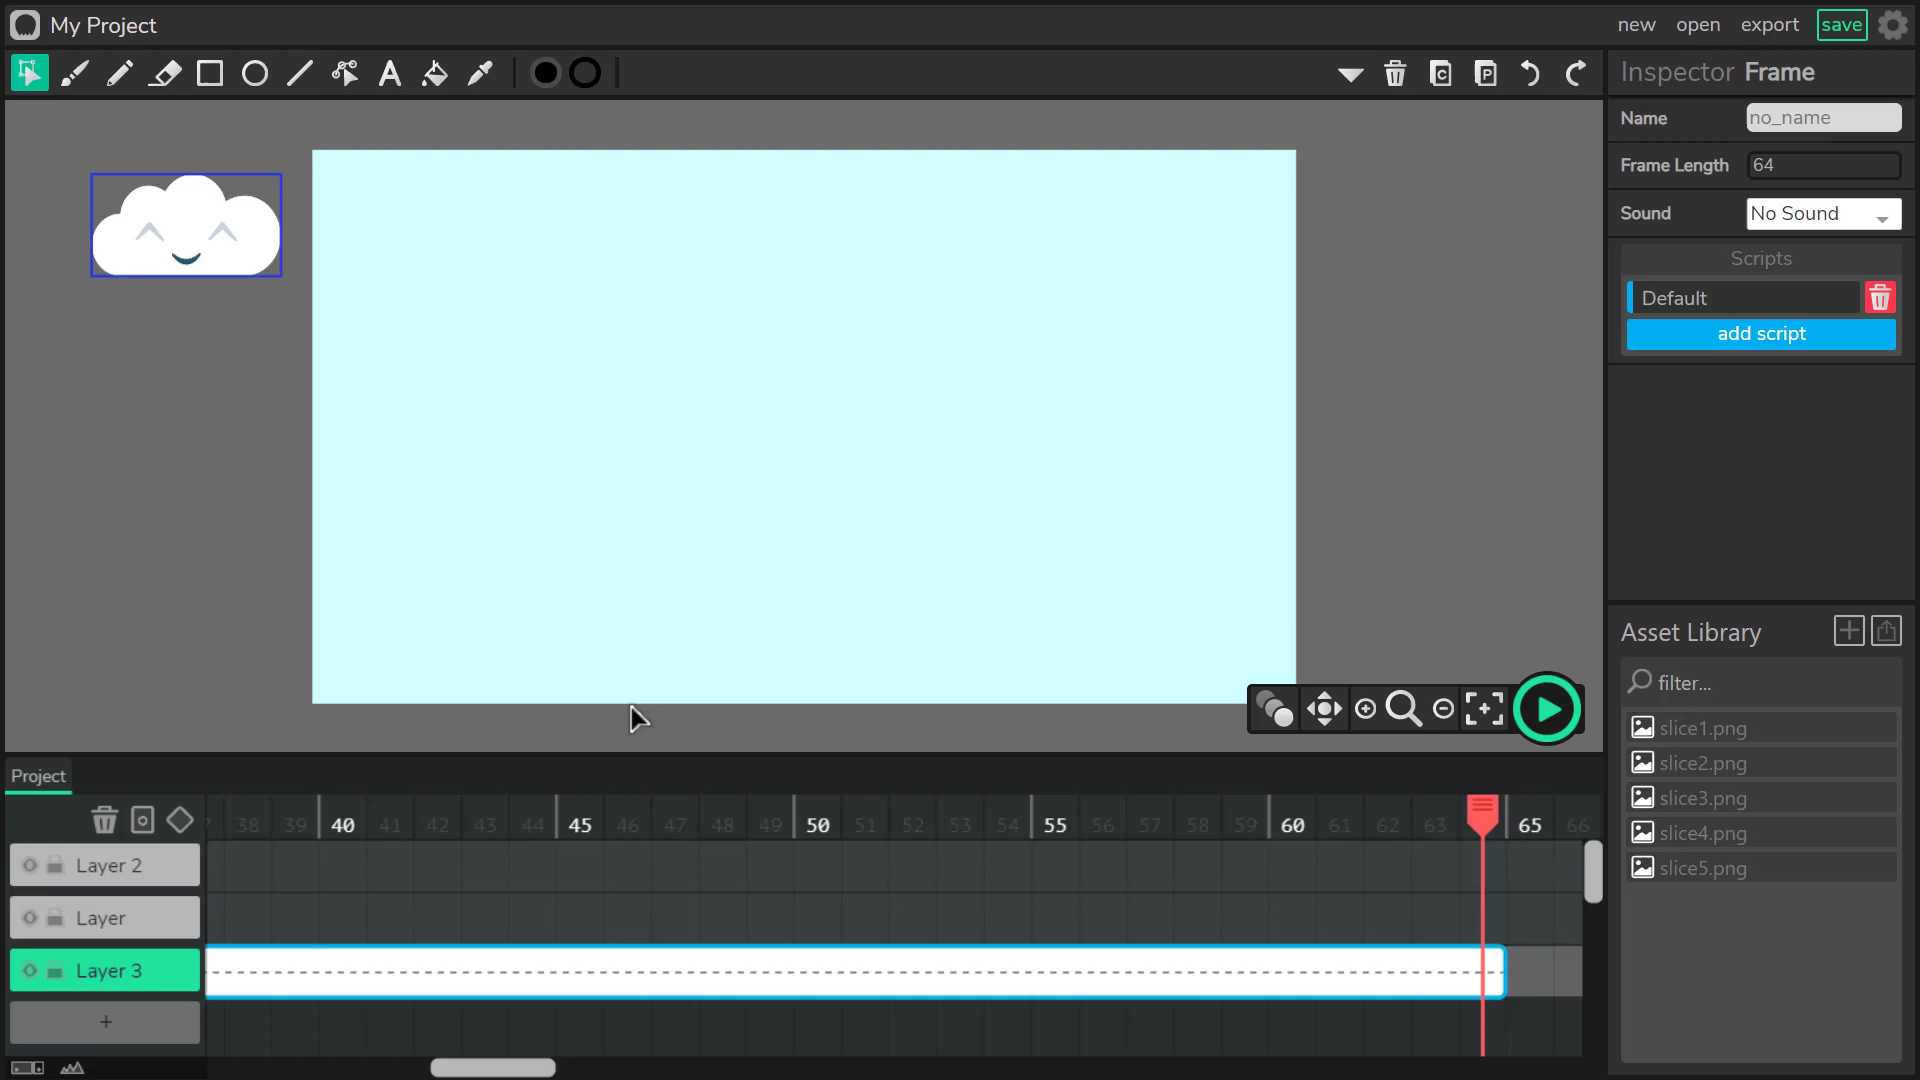 My Project
new open export save
Inspector Frame
Name no_name
Frame Length 64
Sound No Sound
Scripts
Default
add script
Asset Library
filter...
slice1.png
slice2.png
slice3.png
slice4.png
slice5.png
Project
38 39 40 41 42 43 44 45 46 47 48 49 50 51 52 53 54 55 56 57 58 59 60 61 62 63 65 66
Layer 2
Layer
Layer 3
+